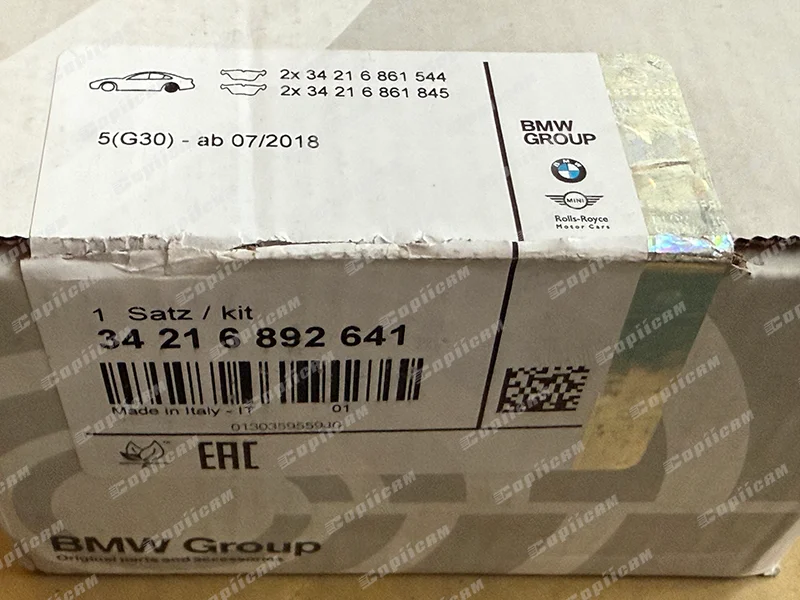 2x 34 21 6 861 544
2x 34 21 6 861 845
5(G30) - ab 07/2018
BMW
GROUP
BMW
MINI
Rolls-Royce
Motor Cars
1 Satz / kit
34 21 6 892 641
Made in Italy - IT 01
EAC
BMW Group
Original parts and accessories
CopiiCam